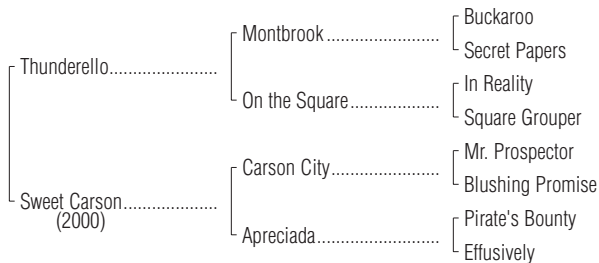 Buckaroo
Montbrook
Secret Papers
Thunderello
In Reality
On the Square
Square Grouper
Mr. Prospector
Carson City
Blushing Promise
Sweet Carson
(2000)
Pirate's Bounty
Apreciada
Effusively